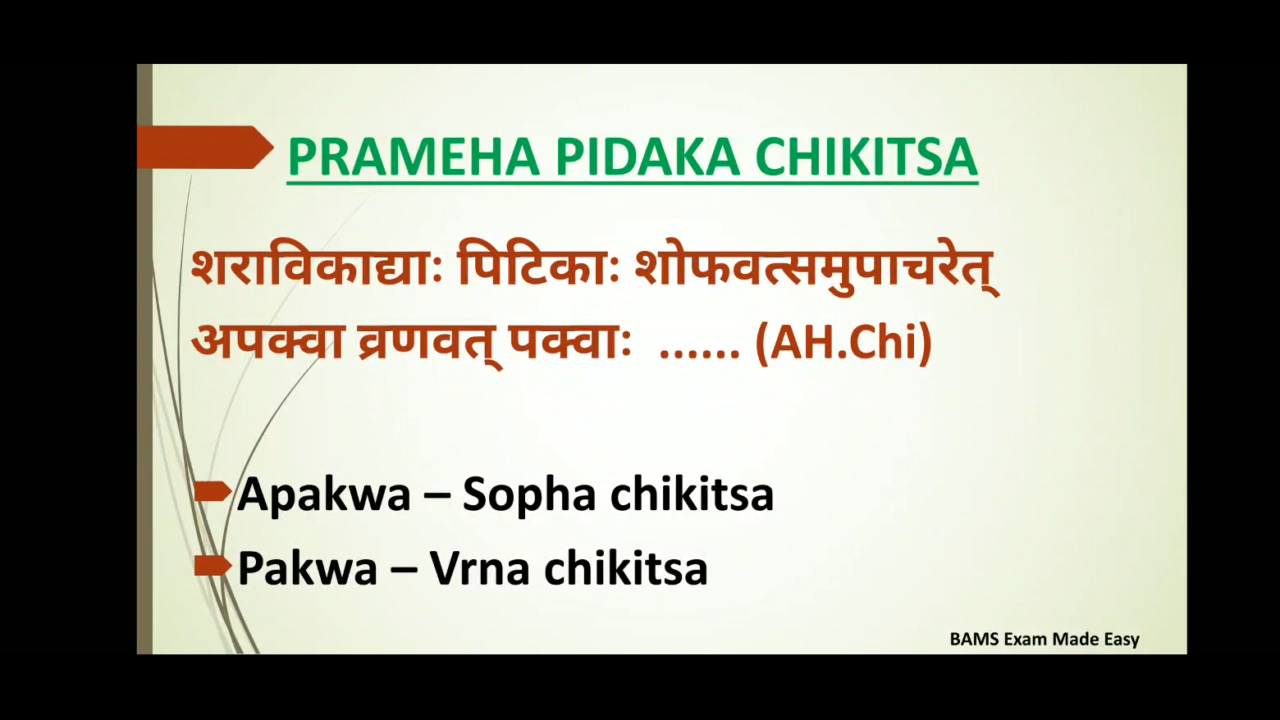 PRAMEHA PIDAKA CHIKITSA
शराविकाद्याः पिटिकाः शोफवत्समुपाचरेत्
अपक्वा व्रणवत् पक्वाः ...... (AH.Chi)
Apakwa – Sopha chikitsa
Pakwa – Vrna chikitsa
BAMS Exam Made Easy